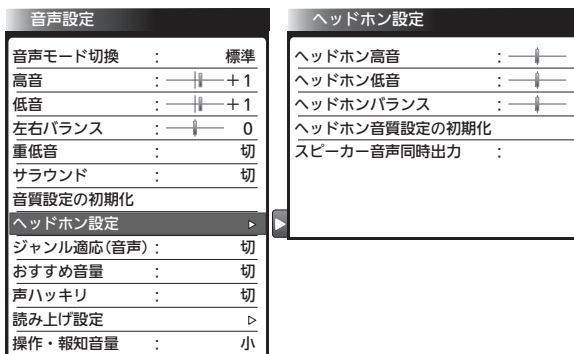 音声設定
音声モード切換 : 標準
高音 : +1
低音 : +1
左右バランス : 0
重低音 : 切
サラウンド : 切
音質設定の初期化
ヘッドホン設定
ジャンル適応(音声) : 切
おすすめ音量 : 切
声ハッキリ : 切
読み上げ設定
操作・報知音量 : 小
ヘッドホン設定
ヘッドホン高音 :
ヘッドホン低音 :
ヘッドホンバランス :
ヘッドホン音質設定の初期化
スピーカー音声同時出力 :